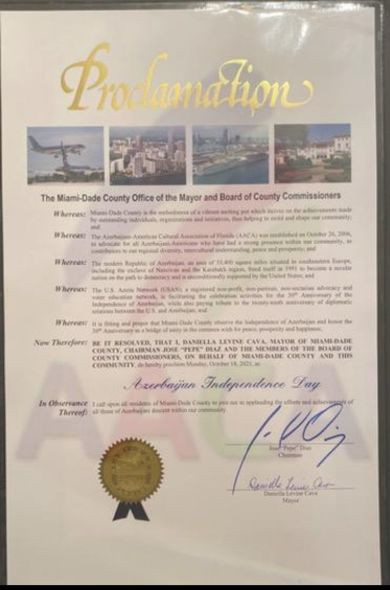 Proclamation
The Miami-Dade County Office of the Mayor and Board of County Commissioners
Whereas: Miami-Dade County is the embodiment of a vibrant melting pot which thrives on the achievements made
by outstanding individuals, organizations and initiatives, thus helping to mold and shape our community;
and
Whereas: The Azerbaijan-American Cultural Association of Florida (AACA) was established on October 26, 2006,
to advocate for all Azerbaijani-Americans who have had a strong presence within our community, to
contributors to our regional diversity, intercultural understanding, peace and prosperity; and
Whereas: The modern Republic of Azerbaijan, an area of 33,400 square miles situated in southeastern Europe,
including the enclave of and the Karabakh region, freed itself in 1991 to become a secular
nation on the path to democracy and is unconditionally supported by the United States; and
Whereas: The U.S. Azeris Network (USAN), a registered non-profit, non-partisan, non-sectarian advocacy and
voter education network, is facilitating the celebration activities for the 30th Anniversary of the
Independence of Azerbaijan, while also paying tribute to the ninety-ninth anniversary of diplomatic
relations between the U.S. and Azerbaijan; and
Whereas: It is fitting and proper that Miami Dade County observe the Independence of Azerbaijan and honor the
30th Anniversary as a bridge of unity in the common wish for peace, prosperity and happiness,
Now Therefore: BE IT RESOLVED, THAT I, DANIELLA LEVINE CAVA, MAYOR OF MIAMI-DADE
COUNTY, CHAIRMAN JOSE "PEPE" DIAZ AND THE MEMBERS OF THE BOARD OF
COUNTY COMMISSIONERS, ON BEHALF OF MIAMI-DADE COUNTY AND THIS
COMMUNITY, do hereby proclaim Monday, October 18, 2021, as
Azerbaijan Independence Day
In Observance I call upon all residents of Miami-Dade County to join me in applauding the efforts and achievements of
Thereof: all those of Azerbaijani descent within our community.
Jose "Pepe" Diaz
Chairman
Daniella Levine Cava
Daniella Levine Cava
Mayor
AACA